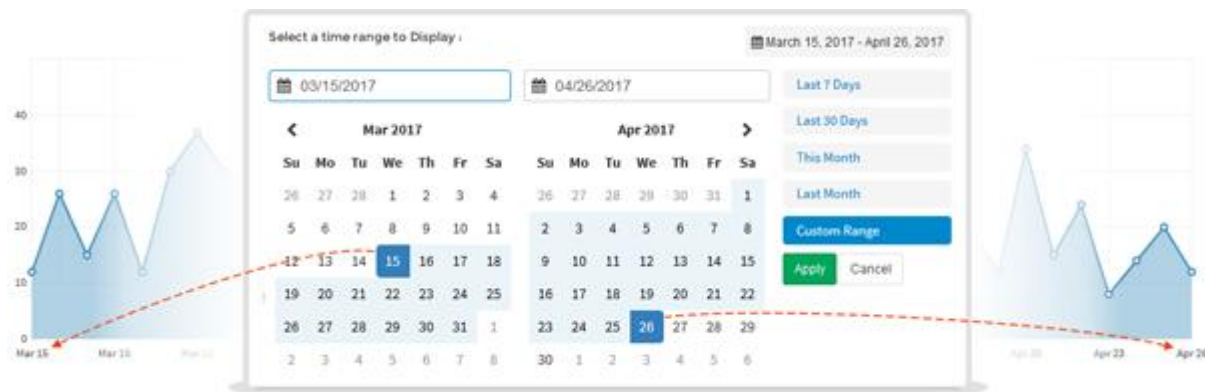 Select a time range to Display :
March 15, 2017 - April 26, 2017
03/15/2017
04/26/2017
Last 7 Days
Last 30 Days
This Month
Last Month
Custom Range
Apply
Cancel
Mar 2017
Su Mo Tu We Th Fr Sa
26 27 28 1 2 3 4
5 6 7 8 9 10 11
12 13 14 15 16 17 18
19 20 21 22 23 24 25
26 27 28 29 30 31 1
2 3 4 5 6 7 8
Apr 2017
Su Mo Tu We Th Fr Sa
26 27 28 29 30 31 1
2 3 4 5 6 7 8
9 10 11 12 13 14 15
16 17 18 19 20 21 22
23 24 25 26 27 28 29
30 1 2 3 4 5 6
40
30
20
10
0
Mar 15
Apr 23
Apr 26